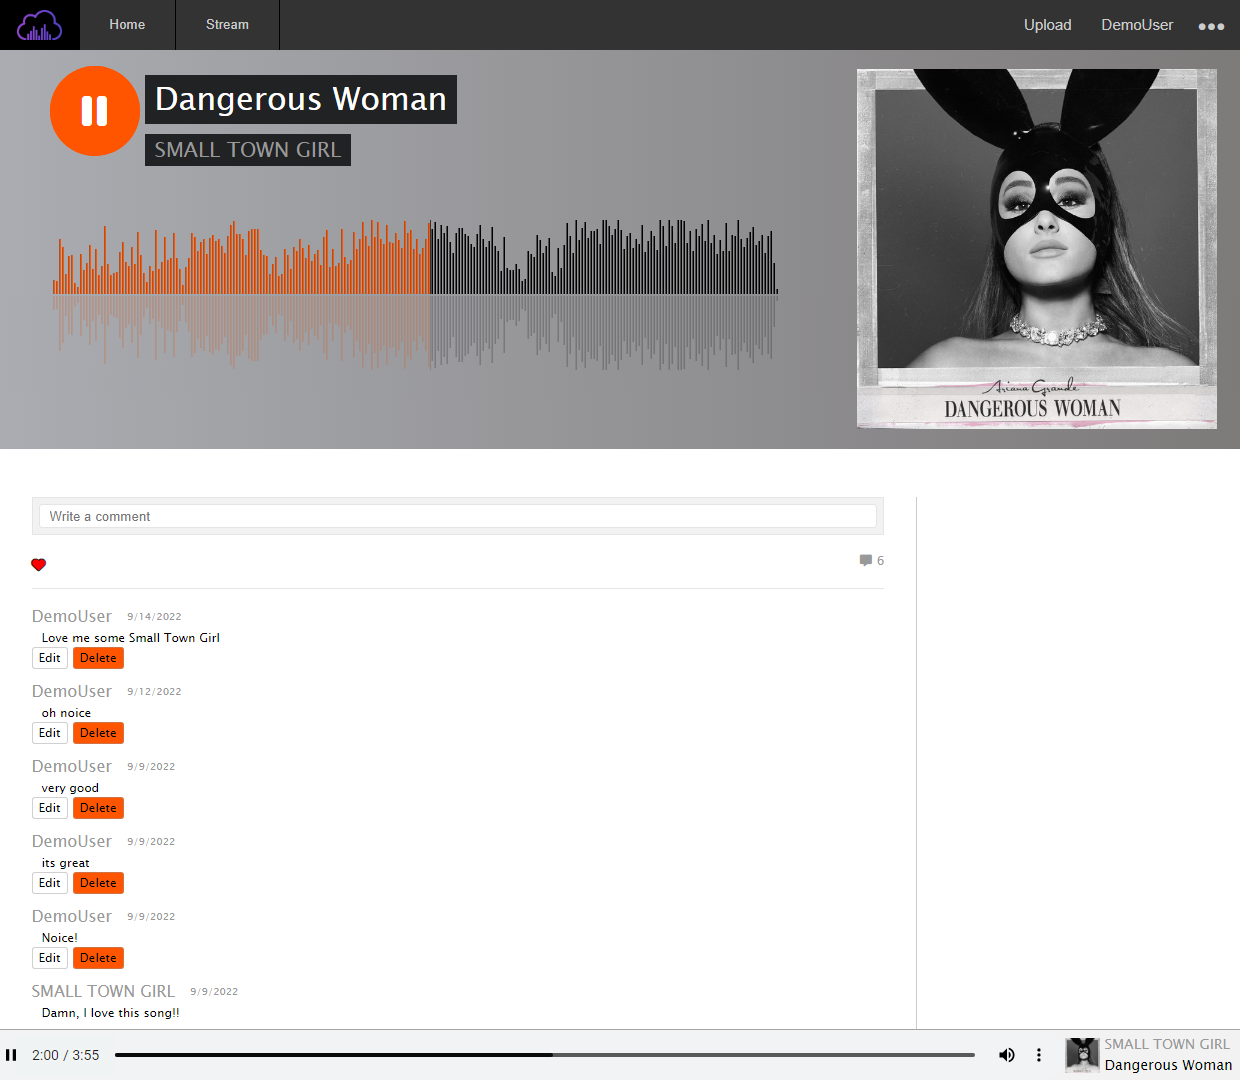 Home
Stream
Upload
DemoUser
Dangerous Woman
SMALL TOWN GIRL
Ariana Grande
DANGEROUS WOMAN
Write a comment
6
DemoUser 9/14/2022
Love me some Small Town Girl
Edit Delete
DemoUser 9/12/2022
oh noice
Edit Delete
DemoUser 9/9/2022
very good
Edit Delete
DemoUser 9/9/2022
its great
Edit Delete
DemoUser 9/9/2022
Noice!
Edit Delete
SMALL TOWN GIRL 9/9/2022
Damn, I love this song!!
2:00 / 3:55
SMALL TOWN GIRL
Dangerous Woman